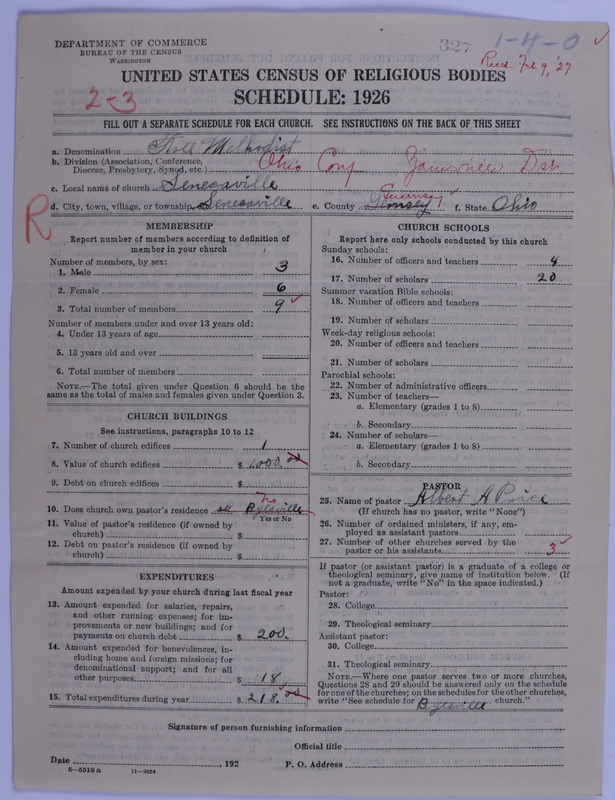 DEPARTMENT OF COMMERCE
BUREAU OF THE CENSUS
WASHINGTON
327
1-4-0
Recd. Feb 9, '27
UNITED STATES CENSUS OF RELIGIOUS BODIES
SCHEDULE: 1926
2-3
FILL OUT A SEPARATE SCHEDULE FOR EACH CHURCH. SEE INSTRUCTIONS ON THE BACK OF THIS SHEET
a. Denomination Methodist
b. Division (Association, Conference, Diocese, Presbytery, Synod, etc.) Ohio Conf
c. Local name of church Senecaville
d. City, town, village, or township Senecaville e. County Guernsey f. State Ohio
R
MEMBERSHIP
Report number of members according to definition of
member in your church
Number of members, by sex:
1. Male 3
2. Female 6
3. Total number of members 9
Number of members under and over 13 years old:
4. Under 13 years of age
5. 13 years old and over
6. Total number of members
NOTE.—The total given under Question 6 should be the
same as the total of males and females given under Question 3.
CHURCH BUILDINGS
See instructions, paragraphs 10 to 12
7. Number of church edifices 1
8. Value of church edifices $ 1,000.00
9. Debt on church edifices $
10. Does church own pastor's residence at Byesville No
Yes or No
11. Value of pastor's residence (if owned by
church) $
12. Debt on pastor's residence (if owned by
church) $
EXPENDITURES
Amount expended by your church during last fiscal year
13. Amount expended for salaries, repairs,
and other running expenses; for im-
provements or new buildings; and for
payments on church debt $ 200.
14. Amount expended for benevolences, in-
cluding home and foreign missions; for
denominational support; and for all
other purposes $ 18
15. Total expenditures during year $ 218.00
CHURCH SCHOOLS
Report here only schools conducted by this church
Sunday schools:
16. Number of officers and teachers 4
17. Number of scholars 20
Summer vacation Bible schools:
18. Number of officers and teachers
19. Number of scholars
Week-day religious schools:
20. Number of officers and teachers
21. Number of scholars
Parochial schools:
22. Number of administrative officers
23. Number of teachers—
a. Elementary (grades 1 to 8)
b. Secondary
24. Number of scholars—
a. Elementary (grades 1 to 8)
b. Secondary
PASTOR
25. Name of pastor Albert A Price
(If church has no pastor, write "None")
26. Number of ordained ministers, if any, em-
ployed as assistant pastors
27. Number of other churches served by the
pastor or his assistants 3
If pastor (or assistant pastor) is a graduate of a college or
theological seminary, give name of institution below. (If
not a graduate, write "No" in the space indicated.)
Pastor:
28. College
29. Theological seminary
Assistant pastor:
30. College
31. Theological seminary
NOTE.—Where one pastor serves two or more churches,
Questions 28 and 29 should be answered only on the schedule
for one of the churches; on the schedules for the other churches,
write "See schedule for Byesville church."
Signature of person furnishing information
Official title
Date , 192 P. O. Address
8—5518 a 11—9054